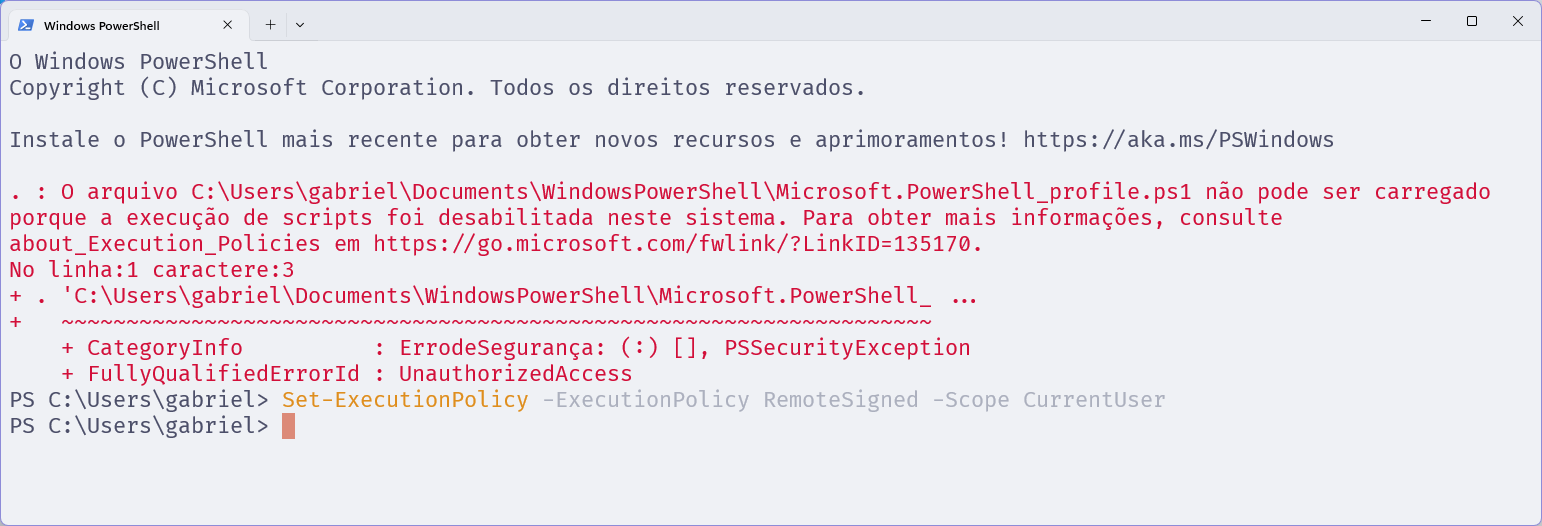 Windows PowerShell
O Windows PowerShell
Copyright (C) Microsoft Corporation. Todos os direitos reservados.
Instale o PowerShell mais recente para obter novos recursos e aprimoramentos! https://aka.ms/PSWindows
. : O arquivo C:\Users\gabriel\Documents\WindowsPowerShell\Microsoft.PowerShell_profile.ps1 não pode ser carregado
porque a execução de scripts foi desabilitada neste sistema. Para obter mais informações, consulte
about_Execution_Policies em https://go.microsoft.com/fwlink/?LinkID=135170.
No linha:1 caractere:3
+ . 'C:\Users\gabriel\Documents\WindowsPowerShell\Microsoft.PowerShell_ ...
+   ~~~~~~~~~~~~~~~~~~~~~~~~~~~~~~~~~~~~~~~~~~~~~~~~~~~~~~~~~~~~~~~~~~~
    + CategoryInfo          : ErrodeSegurança: (:) [], PSSecurityException
    + FullyQualifiedErrorId : UnauthorizedAccess
PS C:\Users\gabriel> Set-ExecutionPolicy -ExecutionPolicy RemoteSigned -Scope CurrentUser
PS C:\Users\gabriel>